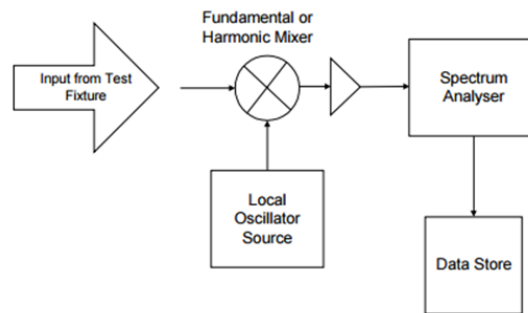 Fundamental or
Harmonic Mixer
Input from Test
Fixture
Spectrum
Analyser
Local
Oscillator
Source
Data Store